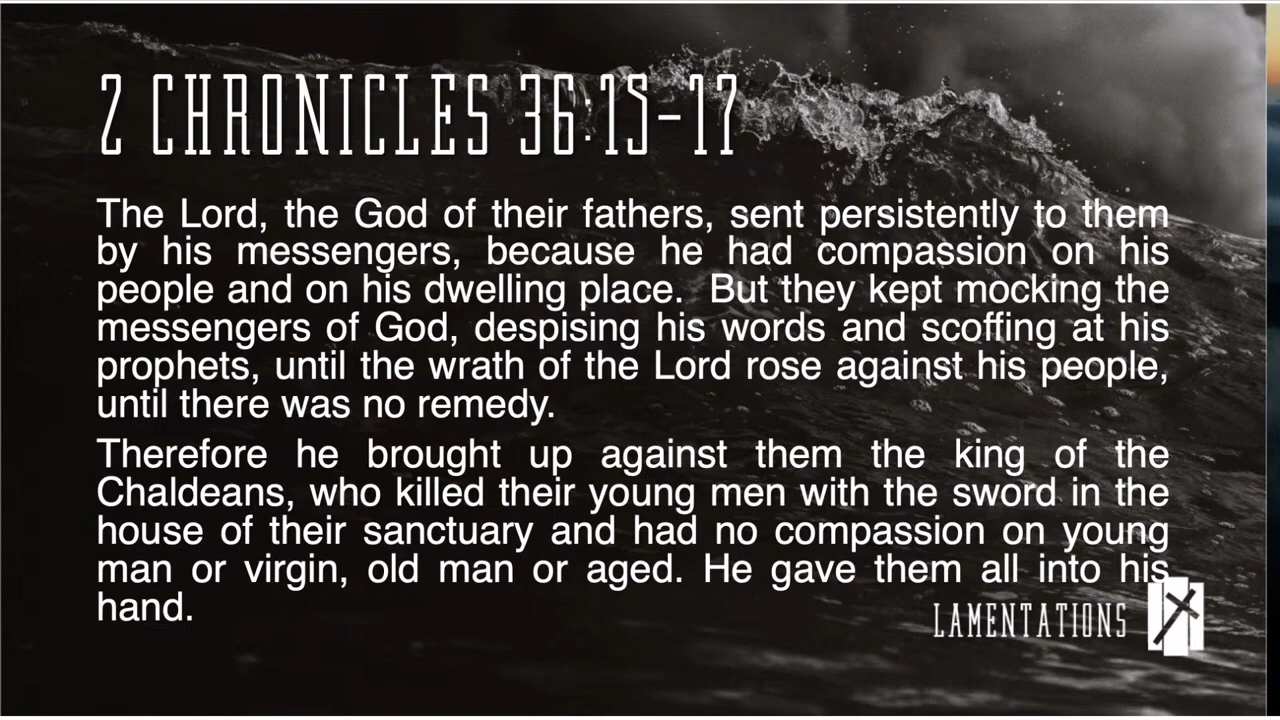 2 CHRONICLES 36:15-17
The Lord, the God of their fathers, sent persistently to them
by his messengers, because he had compassion on his
people and on his dwelling place.  But they kept mocking the
messengers of God, despising his words and scoffing at his
prophets, until the wrath of the Lord rose against his people,
until there was no remedy.
Therefore he brought up against them the king of the
Chaldeans, who killed their young men with the sword in the
house of their sanctuary and had no compassion on young
man or virgin, old man or aged. He gave them all into his
hand.
LAMENTATIONS